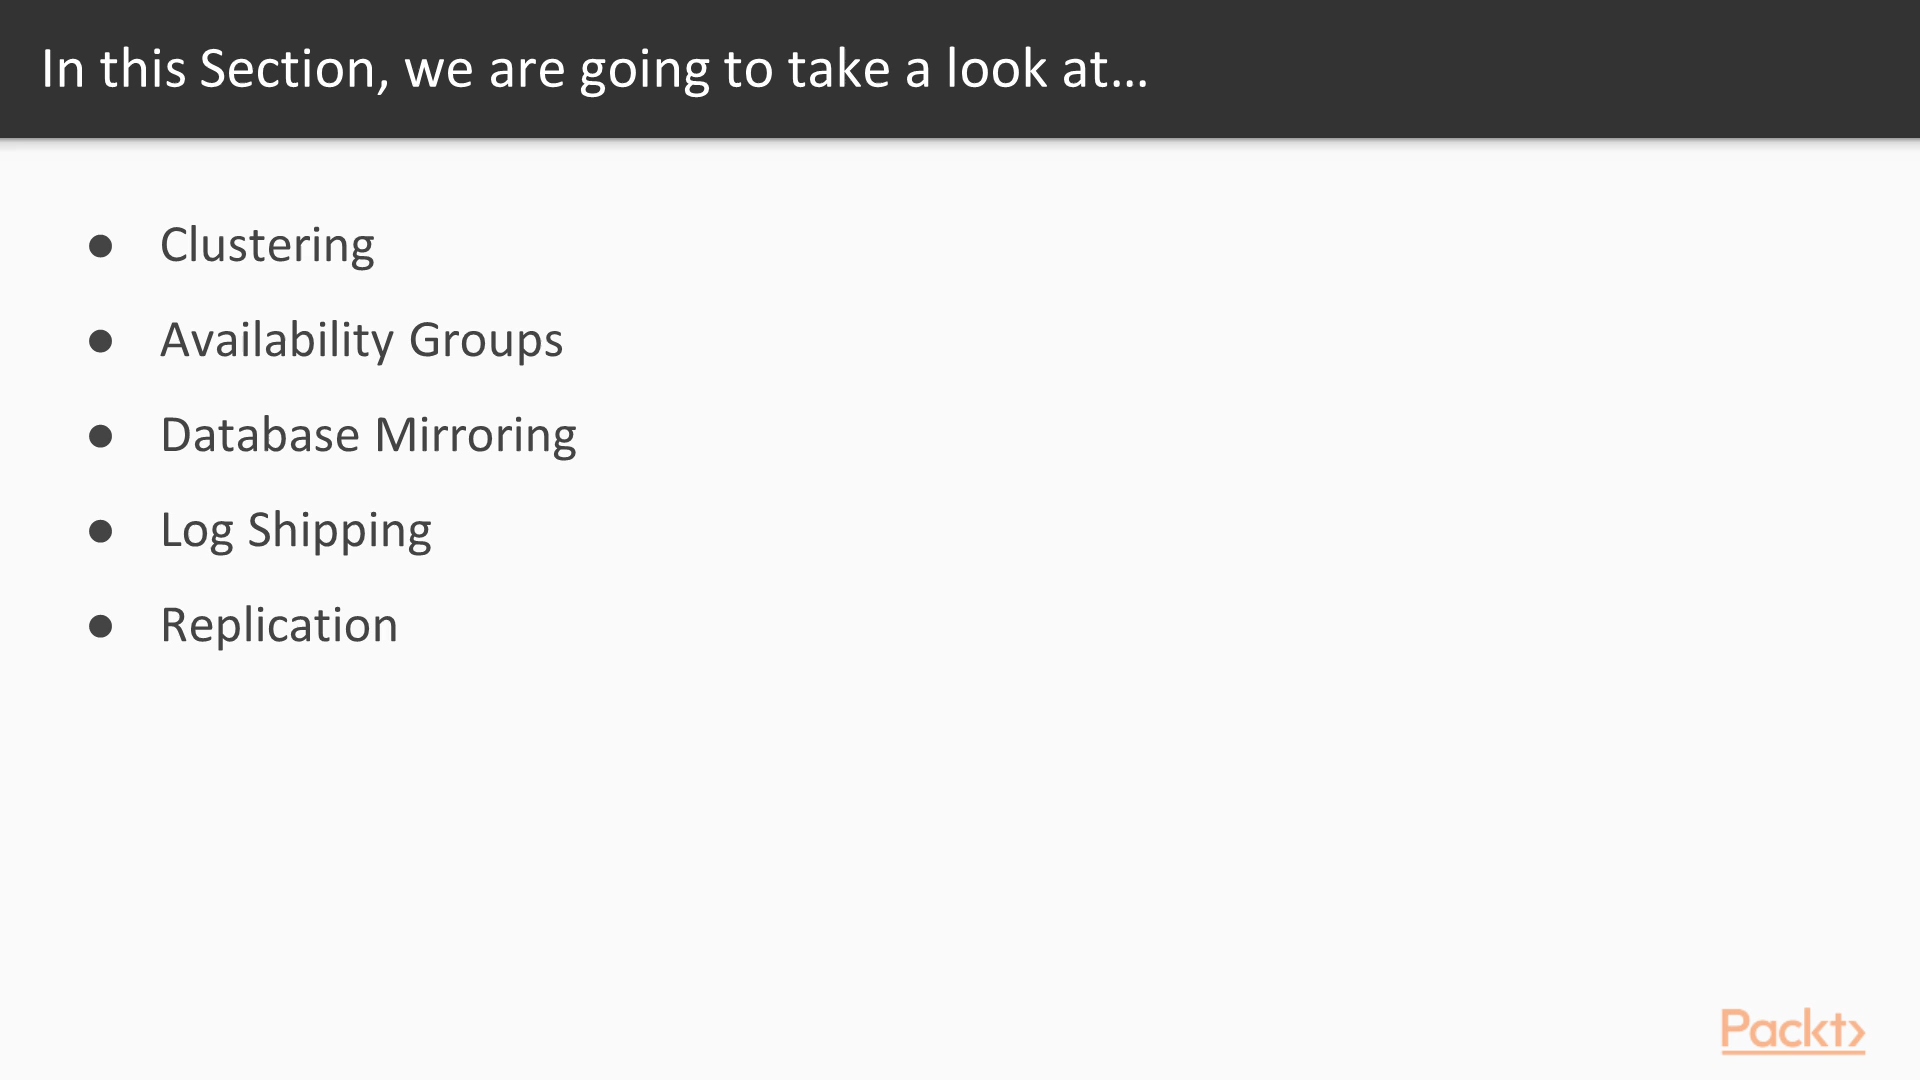 In this Section, we are going to take a look at...
● Clustering
● Availability Groups
● Database Mirroring
● Log Shipping
● Replication
Packt>